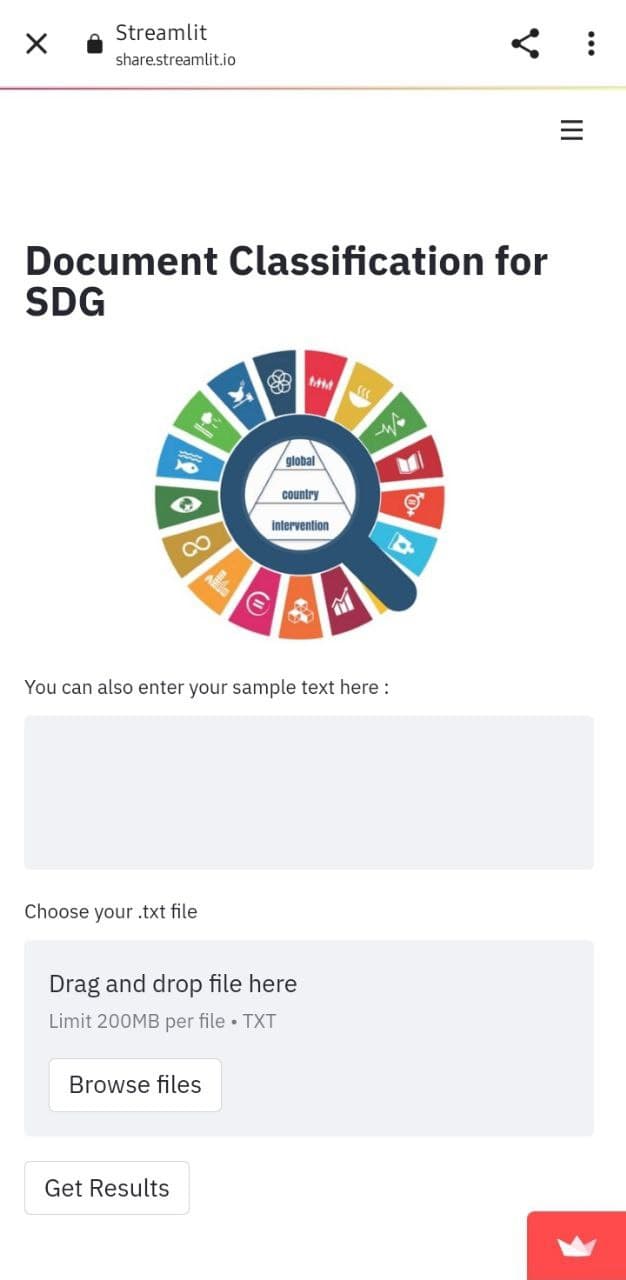 Streamlit
share.streamlit.io
Document Classification for
SDG
global
country
intervention
You can also enter your sample text here :
Choose your .txt file
Drag and drop file here
Limit 200MB per file • TXT
Browse files
Get Results